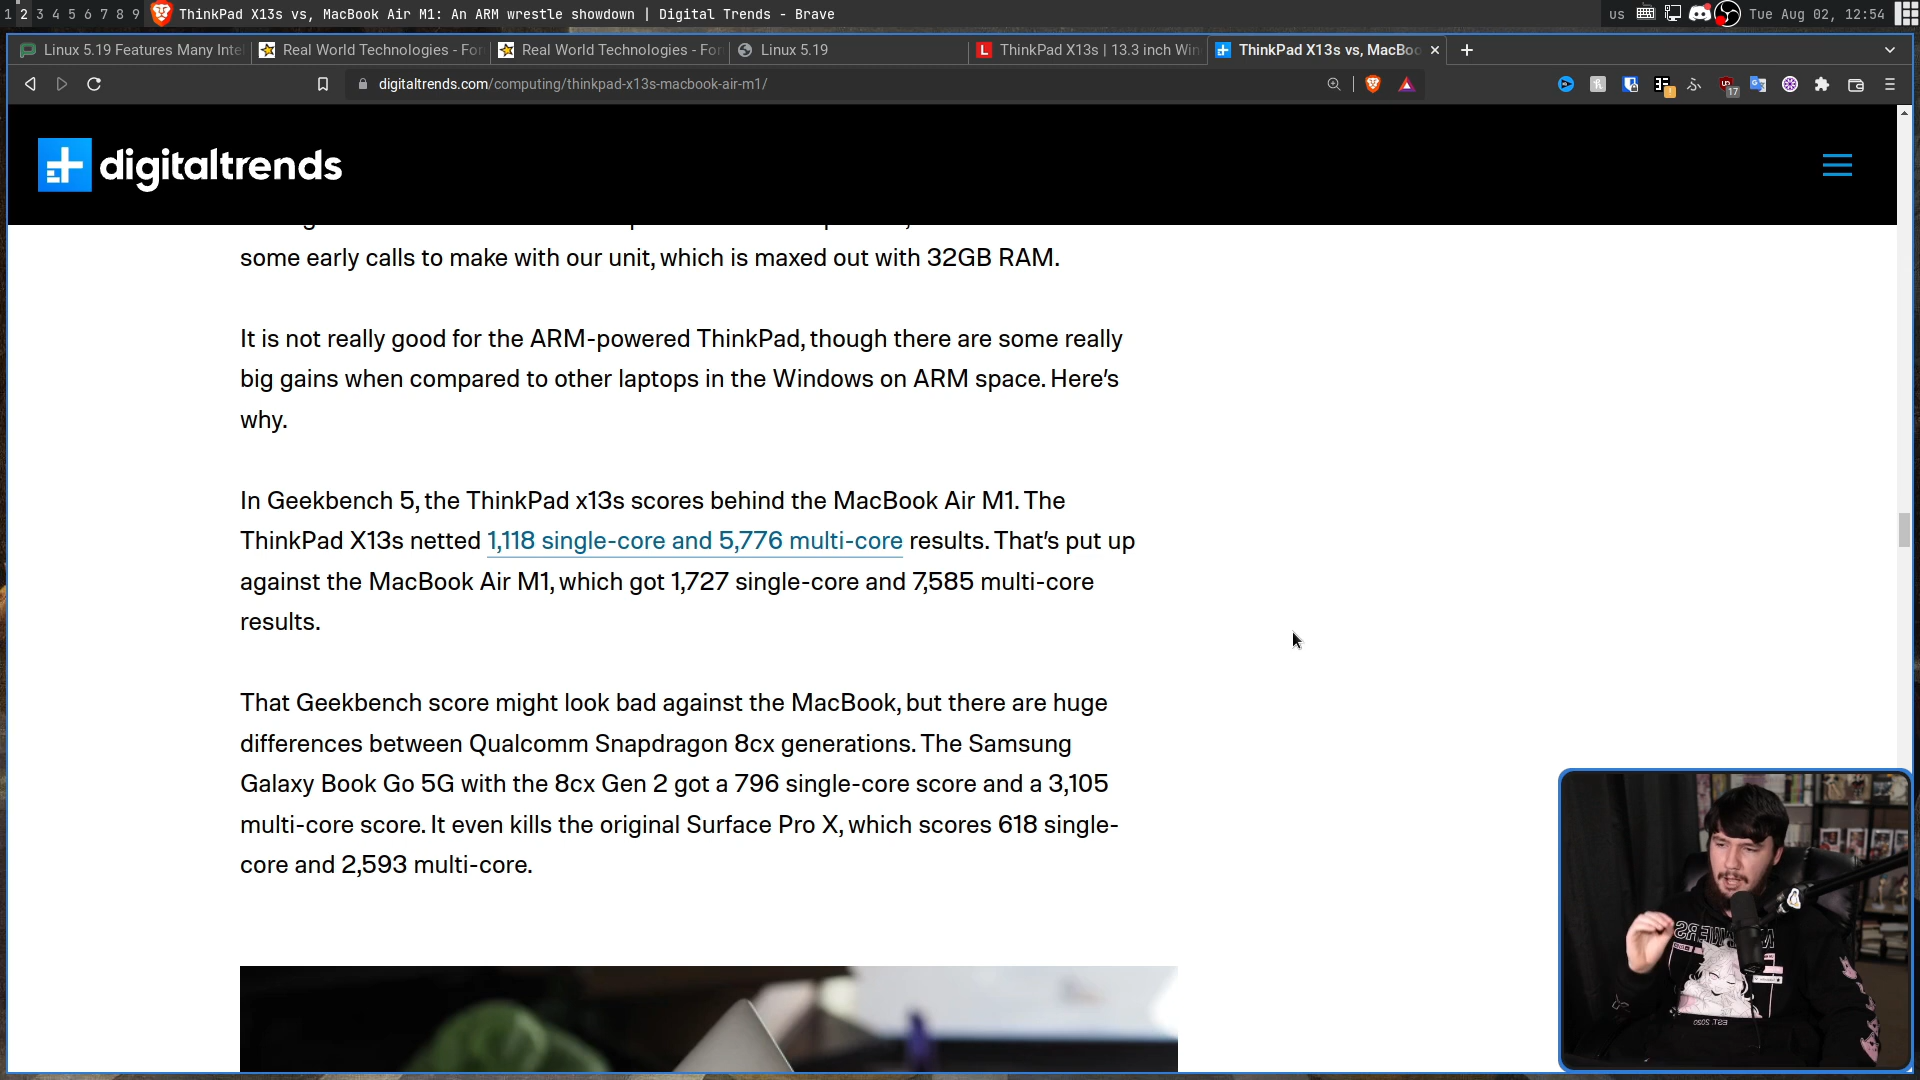 1 2 3 4 5 6 7 8 9 ThinkPad X13s vs, MacBook Air M1: An ARM wrestle showdown | Digital Trends - Brave us Tue Aug 02, 12:54
Linux 5.19 Features Many Inte Real World Technologies - For Real World Technologies - For Linux 5.19 L ThinkPad X13s | 13.3 inch Win ThinkPad X13s vs, MacBoo
digitaltrends.com/computing/thinkpad-x13s-macbook-air-m1/ 17
digitaltrends
some early calls to make with our unit, which is maxed out with 32GB RAM.
It is not really good for the ARM-powered ThinkPad, though there are some really
big gains when compared to other laptops in the Windows on ARM space. Here's
why.
In Geekbench 5, the ThinkPad x13s scores behind the MacBook Air M1. The
ThinkPad X13s netted 1,118 single-core and 5,776 multi-core results. That's put up
against the MacBook Air M1, which got 1,727 single-core and 7,585 multi-core
results.
That Geekbench score might look bad against the MacBook, but there are huge
differences between Qualcomm Snapdragon 8cx generations. The Samsung
Galaxy Book Go 5G with the 8cx Gen 2 got a 796 single-core score and a 3,105
multi-core score. It even kills the original Surface Pro X, which scores 618 single-
core and 2,593 multi-core.